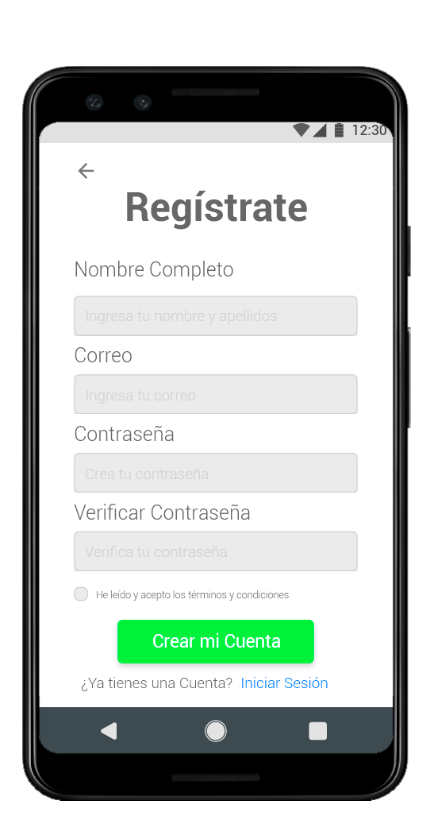 12:30
Regístrate
Nombre Completo
Ingresa tu nombre y apellidos
Correo
Ingresa tu correo
Contraseña
Crea tu contraseña
Verificar Contraseña
Verifica tu contraseña
He leído y acepto los términos y condiciones
Crear mi Cuenta
¿Ya tienes una Cuenta? Iniciar Sesión